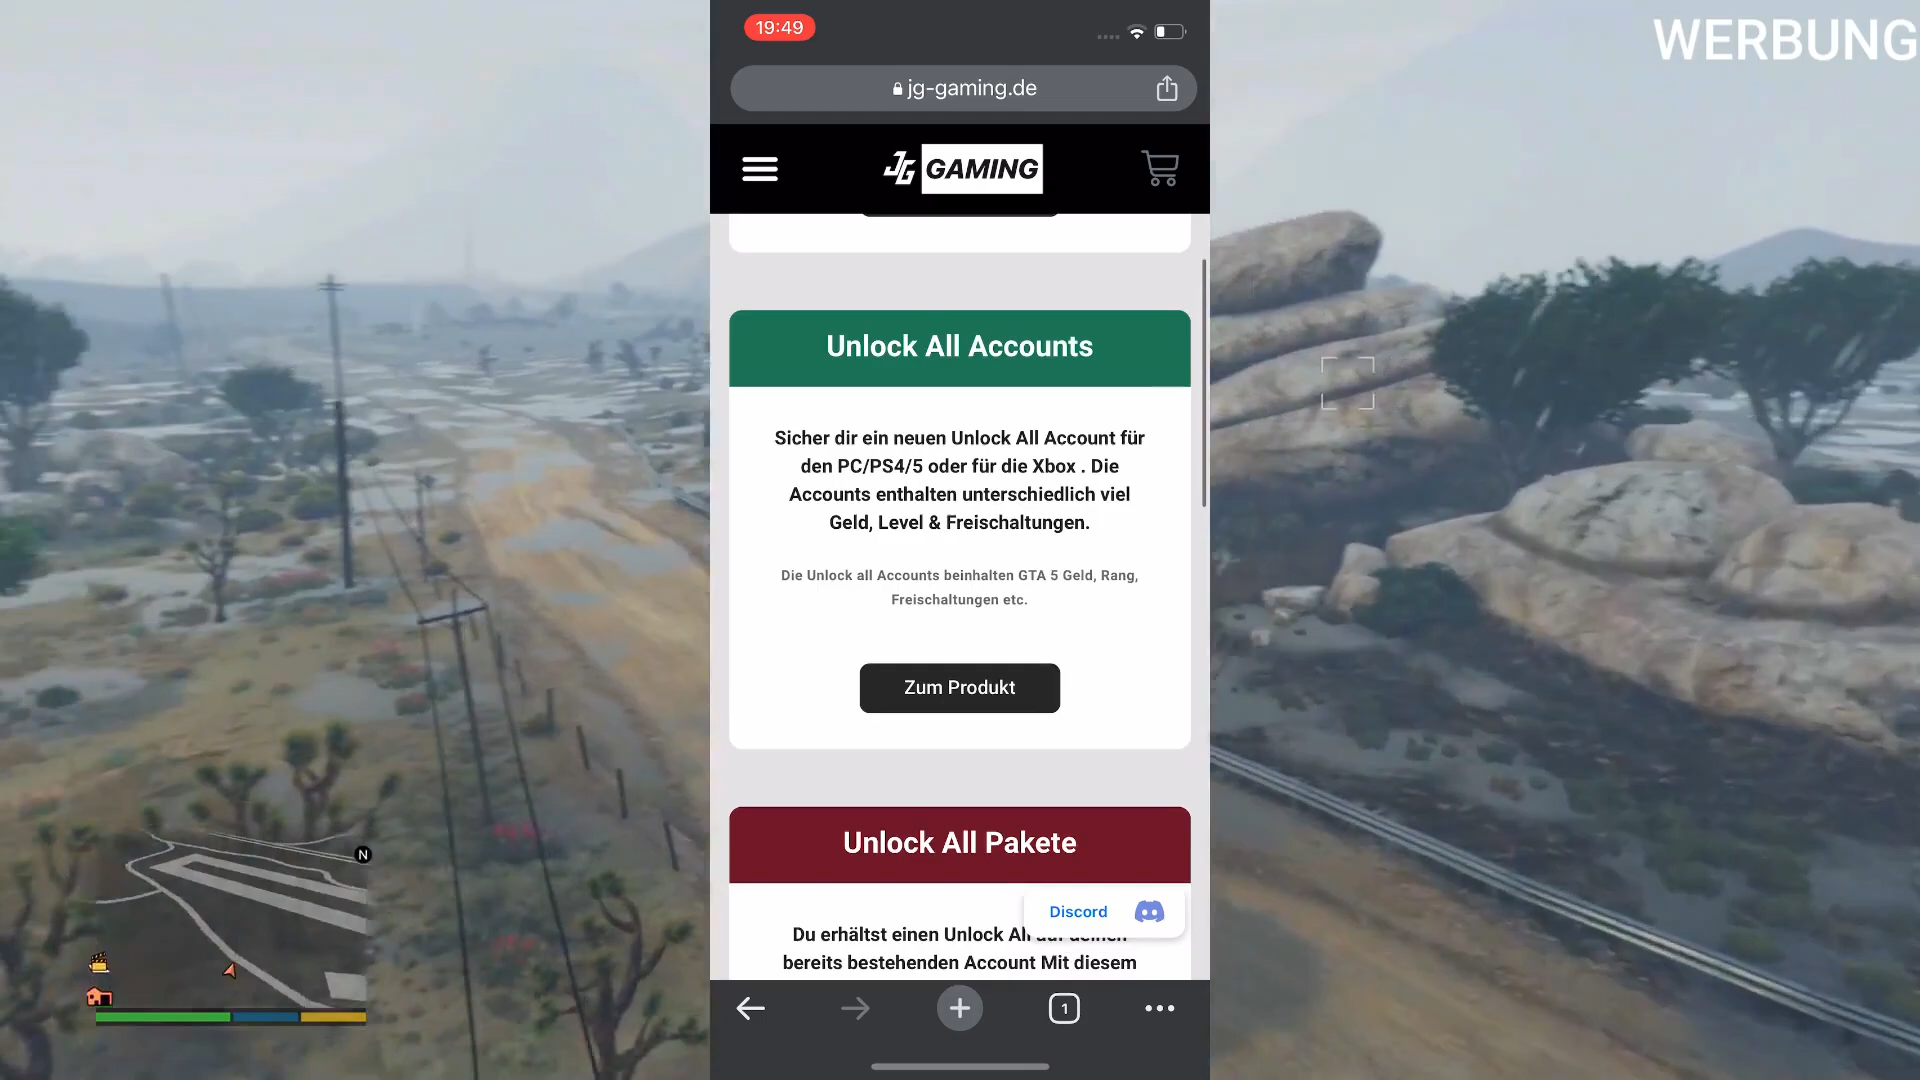 WERBUNG
19:49
jg-gaming.de
JG GAMING
Unlock All Accounts
Sicher dir ein neuen Unlock All Account für
den PC/PS4/5 oder für die Xbox . Die
Accounts enthalten unterschiedlich viel
Geld, Level & Freischaltungen.
Die Unlock all Accounts beinhalten GTA 5 Geld, Rang,
Freischaltungen etc.
Zum Produkt
Unlock All Pakete
Discord
Du erhältst einen Unlock All auf deinen
bereits bestehenden Account Mit diesem
1
N